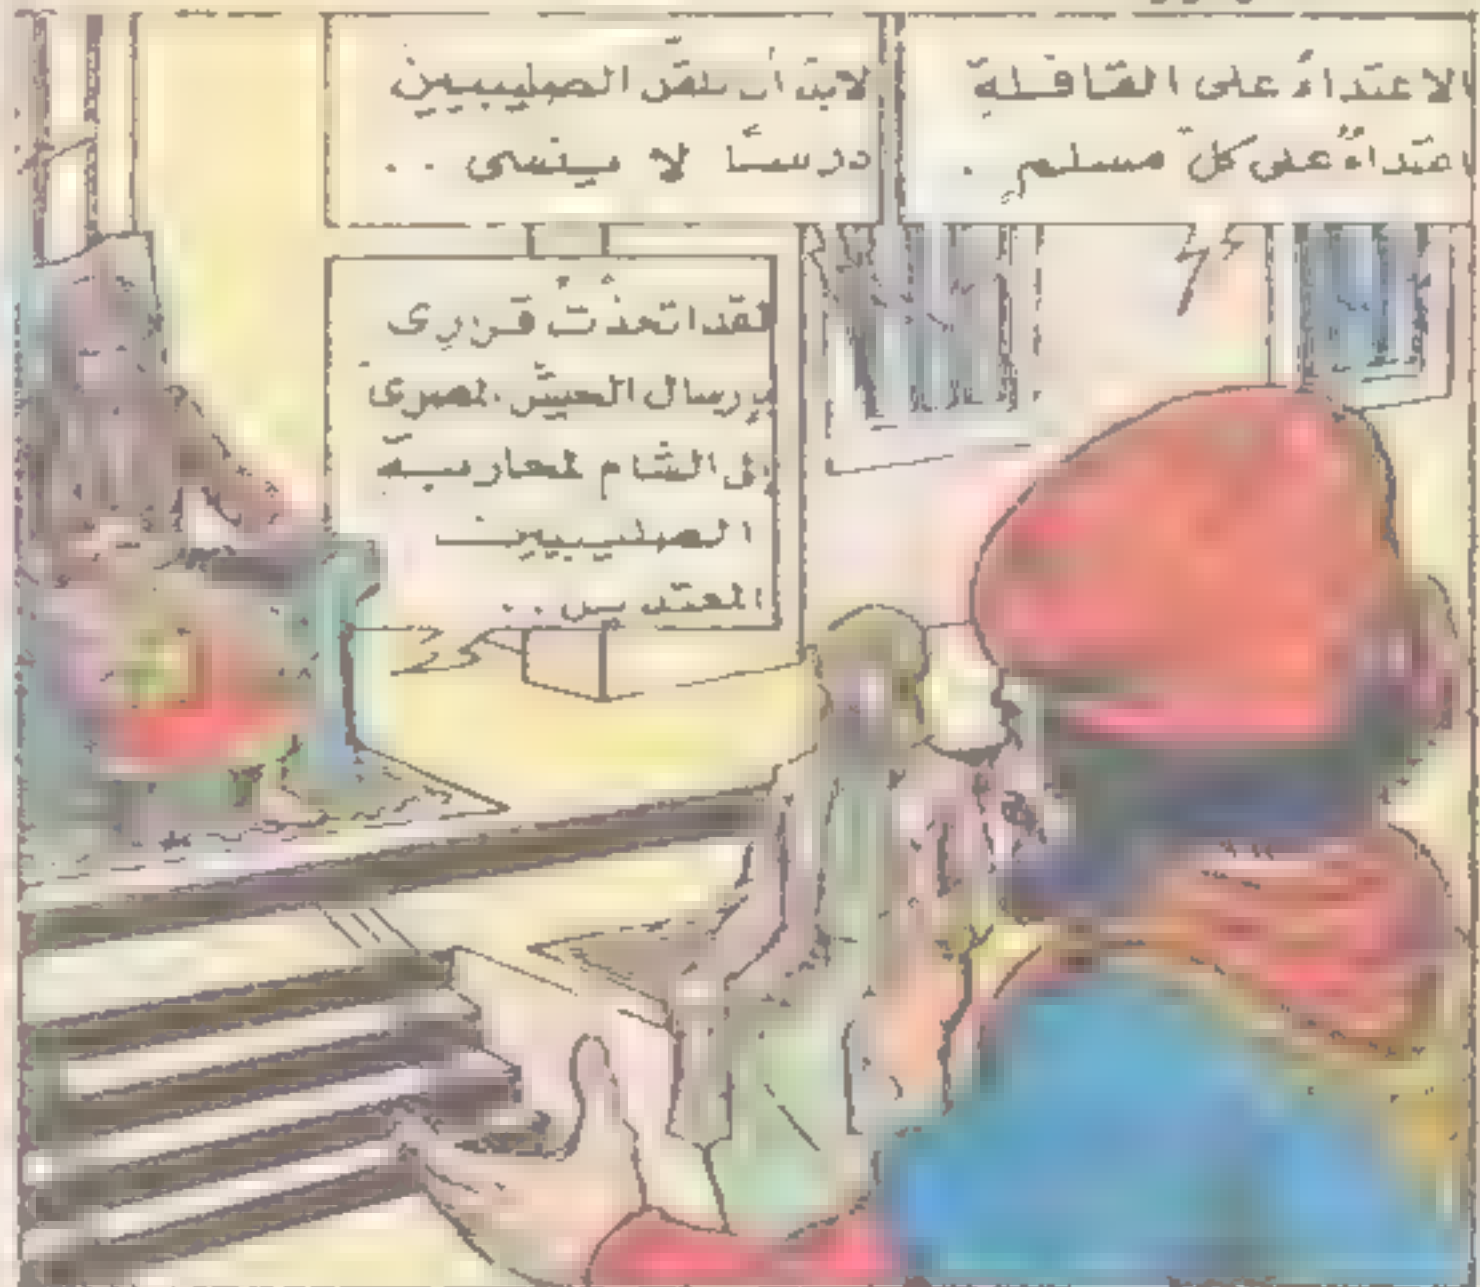 الاعتداءُ على القافلةِ
اعتداءٌ على كلّ مسلمٍ .
لابدّ أن نلقّن الصليبيين
درسًا لا ينسى . .
لقد اتخذتُ قراري
بإرسال الجيش المصريّ
إلى الشام لمحاربة
الصليبيين
المعتدين . .